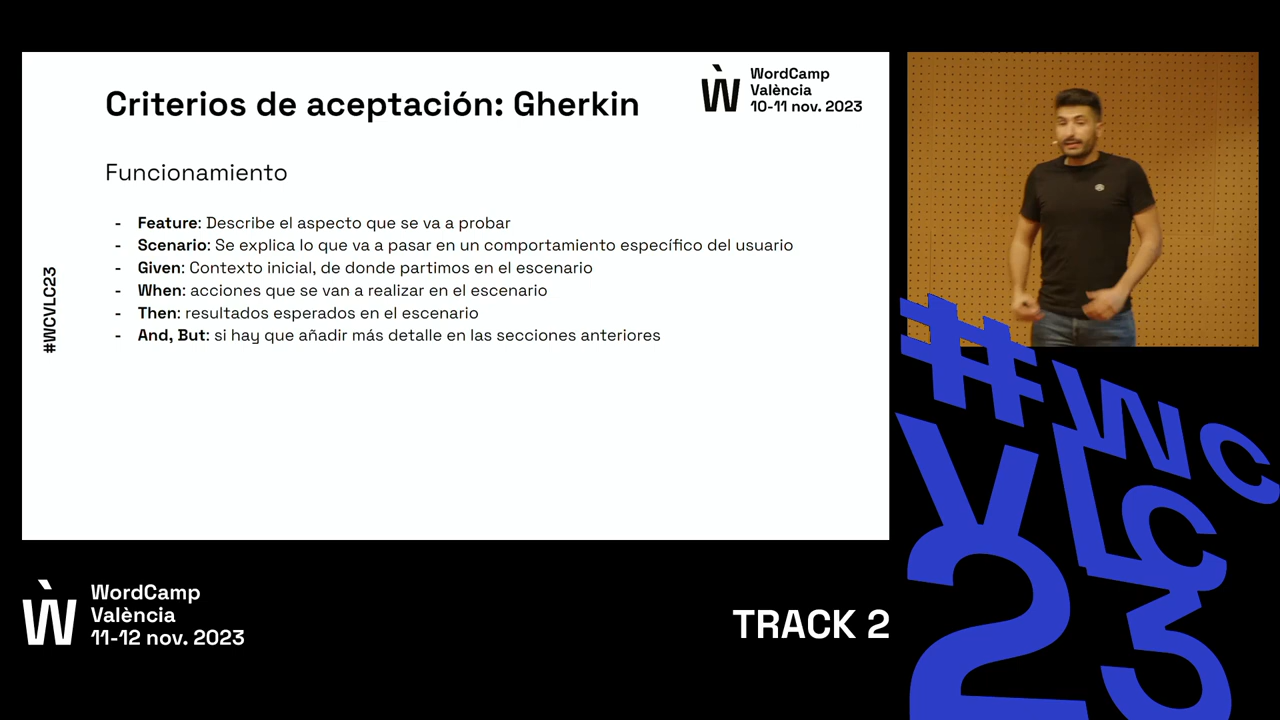 Criterios de aceptación: Gherkin
WordCamp
València
10-11 nov. 2023
Funcionamiento
- Feature: Describe el aspecto que se va a probar
- Scenario: Se explica lo que va a pasar en un comportamiento específico del usuario
- Given: Contexto inicial, de donde partimos en el escenario
- When: acciones que se van a realizar en el escenario
- Then: resultados esperados en el escenario
- And, But: si hay que añadir más detalle en las secciones anteriores
#WCVLC23
WordCamp
València
11-12 nov. 2023
TRACK 2
#WC
VLC
23